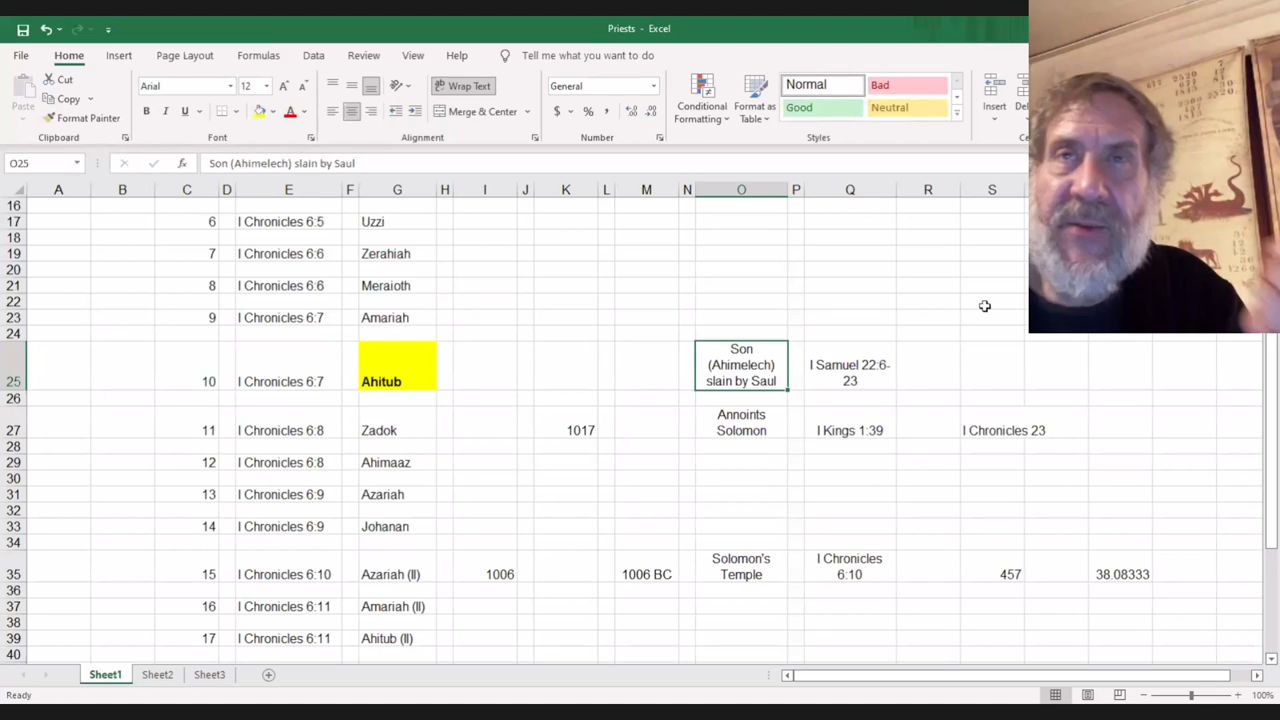 Priests - Excel
File Home Insert Page Layout Formulas Data Review View Help Tell me what you want to do
Cut
Copy
Format Painter
Paste
Clipboard
Arial 12
B I U
Font
Wrap Text
Merge & Center
Alignment
General
$ % ,
Number
Conditional Formatting
Format as Table
Normal Bad
Good Neutral
Styles
Insert
O25 fx Son (Ahimelech) slain by Saul
A B C D E F G H I J K L M N O P Q R S
16
17 6 I Chronicles 6:5 Uzzi
18
19 7 I Chronicles 6:6 Zerahiah
20
21 8 I Chronicles 6:6 Meraioth
22
23 9 I Chronicles 6:7 Amariah
24
25 10 I Chronicles 6:7 Ahitub Son (Ahimelech) slain by Saul I Samuel 22:6-23
26
27 11 I Chronicles 6:8 Zadok 1017 Annoints Solomon I Kings 1:39 I Chronicles 23
28
29 12 I Chronicles 6:8 Ahimaaz
30
31 13 I Chronicles 6:9 Azariah
32
33 14 I Chronicles 6:9 Johanan
34
35 15 I Chronicles 6:10 Azariah (II) 1006 1006 BC Solomon's Temple I Chronicles 6:10 457 38.08333
36
37 16 I Chronicles 6:11 Amariah (II)
38
39 17 I Chronicles 6:11 Ahitub (II)
40
Sheet1 Sheet2 Sheet3
Ready
100%
2520 2520
1813
1260